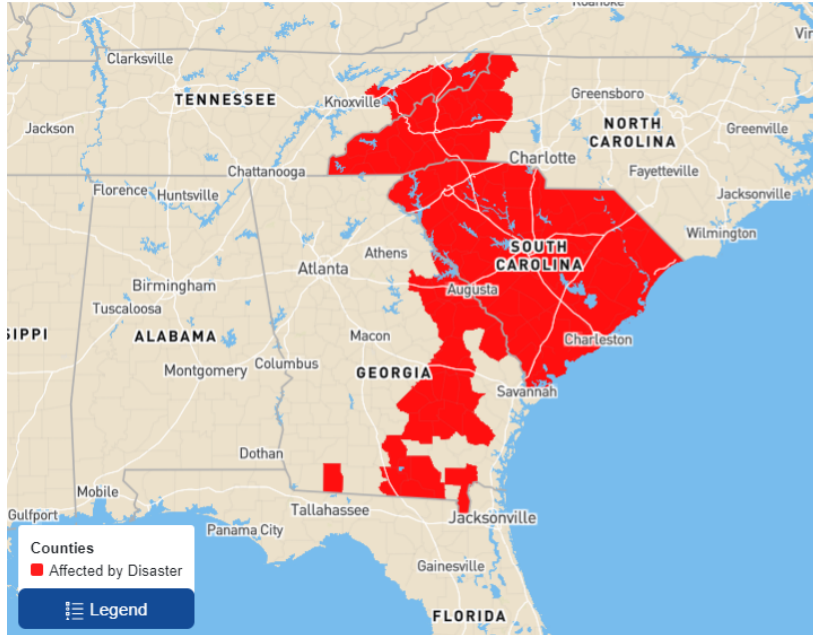 Roanoke
Clarksville
Vir
TENNESSEE
Knoxville
Greensboro
Jackson
NORTH
CAROLINA
Greenville
Chattanooga
Charlotte
Fayetteville
Florence
Huntsville
Jacksonville
Wilmington
Athens
SOUTH
CAROLINA
Atlanta
Birmingham
Augusta
Tuscaloosa
SIPPI
ALABAMA
Macon
Charleston
Columbus
Montgomery
GEORGIA
Savannah
Dothan
Mobile
Gulfport
Tallahassee
Jacksonville
Panama City
Counties
Affected by Disaster
Gainesville
Legend
FLORIDA